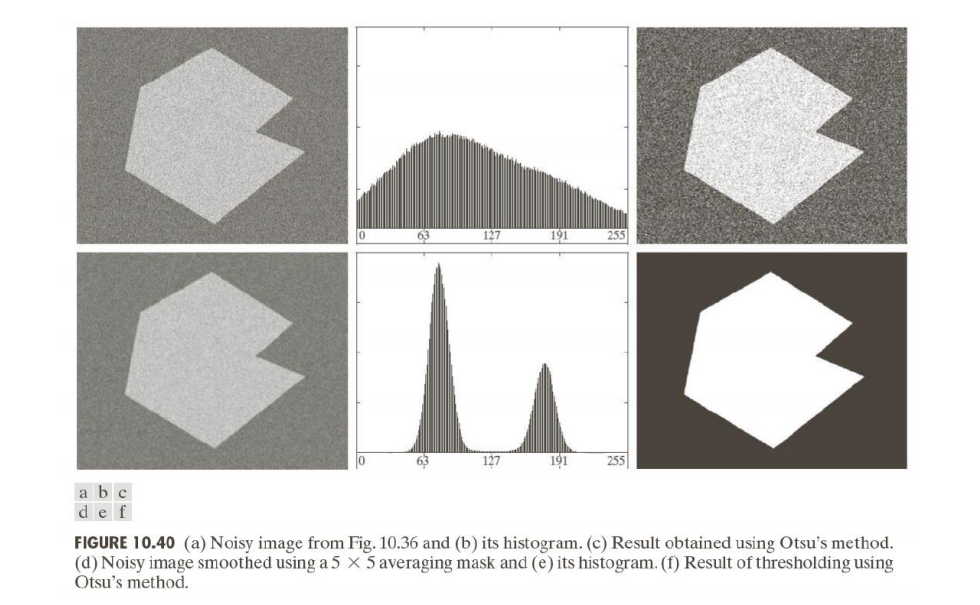 0 63 127 191 255
0 63 127 191 255
a b c
d e f
FIGURE 10.40 (a) Noisy image from Fig. 10.36 and (b) its histogram. (c) Result obtained using Otsu's method.
(d) Noisy image smoothed using a 5 × 5 averaging mask and (e) its histogram. (f) Result of thresholding using
Otsu's method.